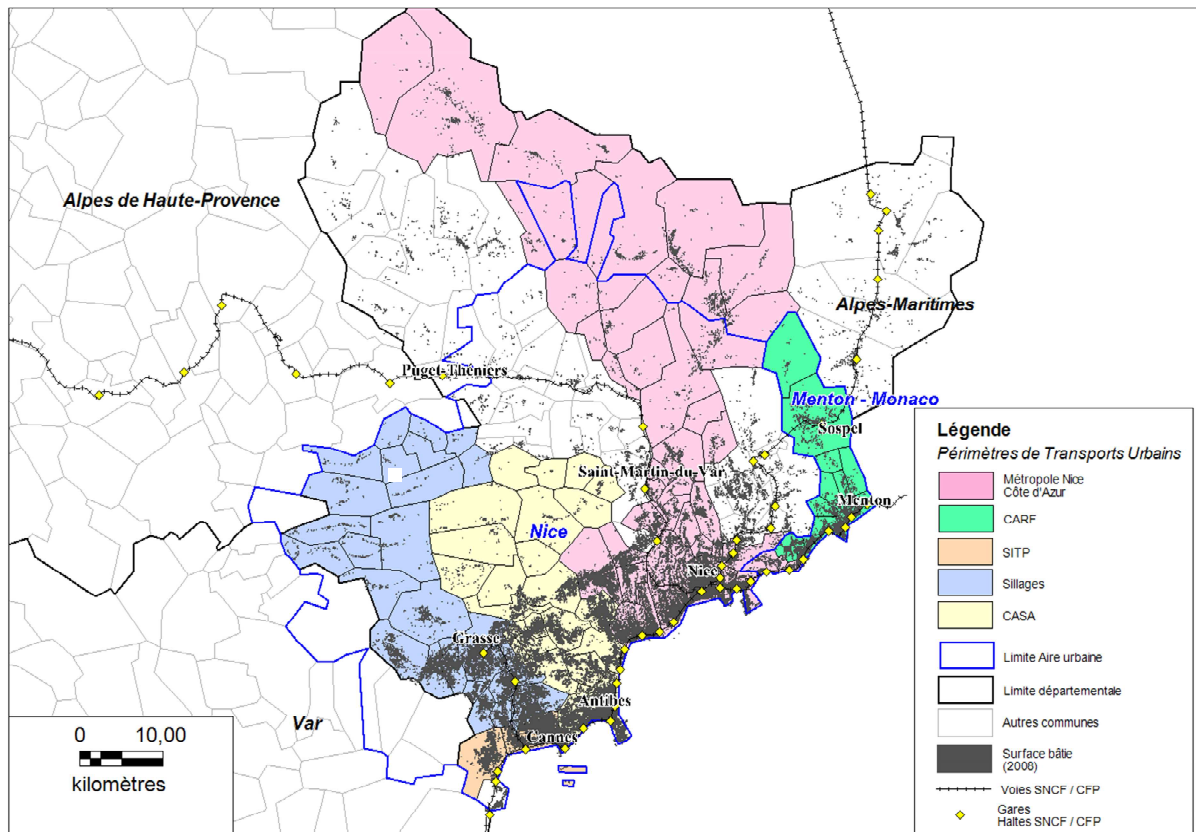 Alpes de Haute-Provence
Alpes-Maritimes
Puget-Théniers
Menton - Monaco
Sospel
Saint-Martin-du-Var
Menton
Nice
Nice
Grasse
Antibes
Var
Cannes
0 10,00
kilomètres
Légende
Périmètres de Transports Urbains
Métropole Nice
Côte d'Azur
CARF
SITP
Sillages
CASA
Limite Aire urbaine
Limite départementale
Autres communes
Surface bâtie
(2008)
Voies SNCF / CFP
Gares
Haltes SNCF / CFP